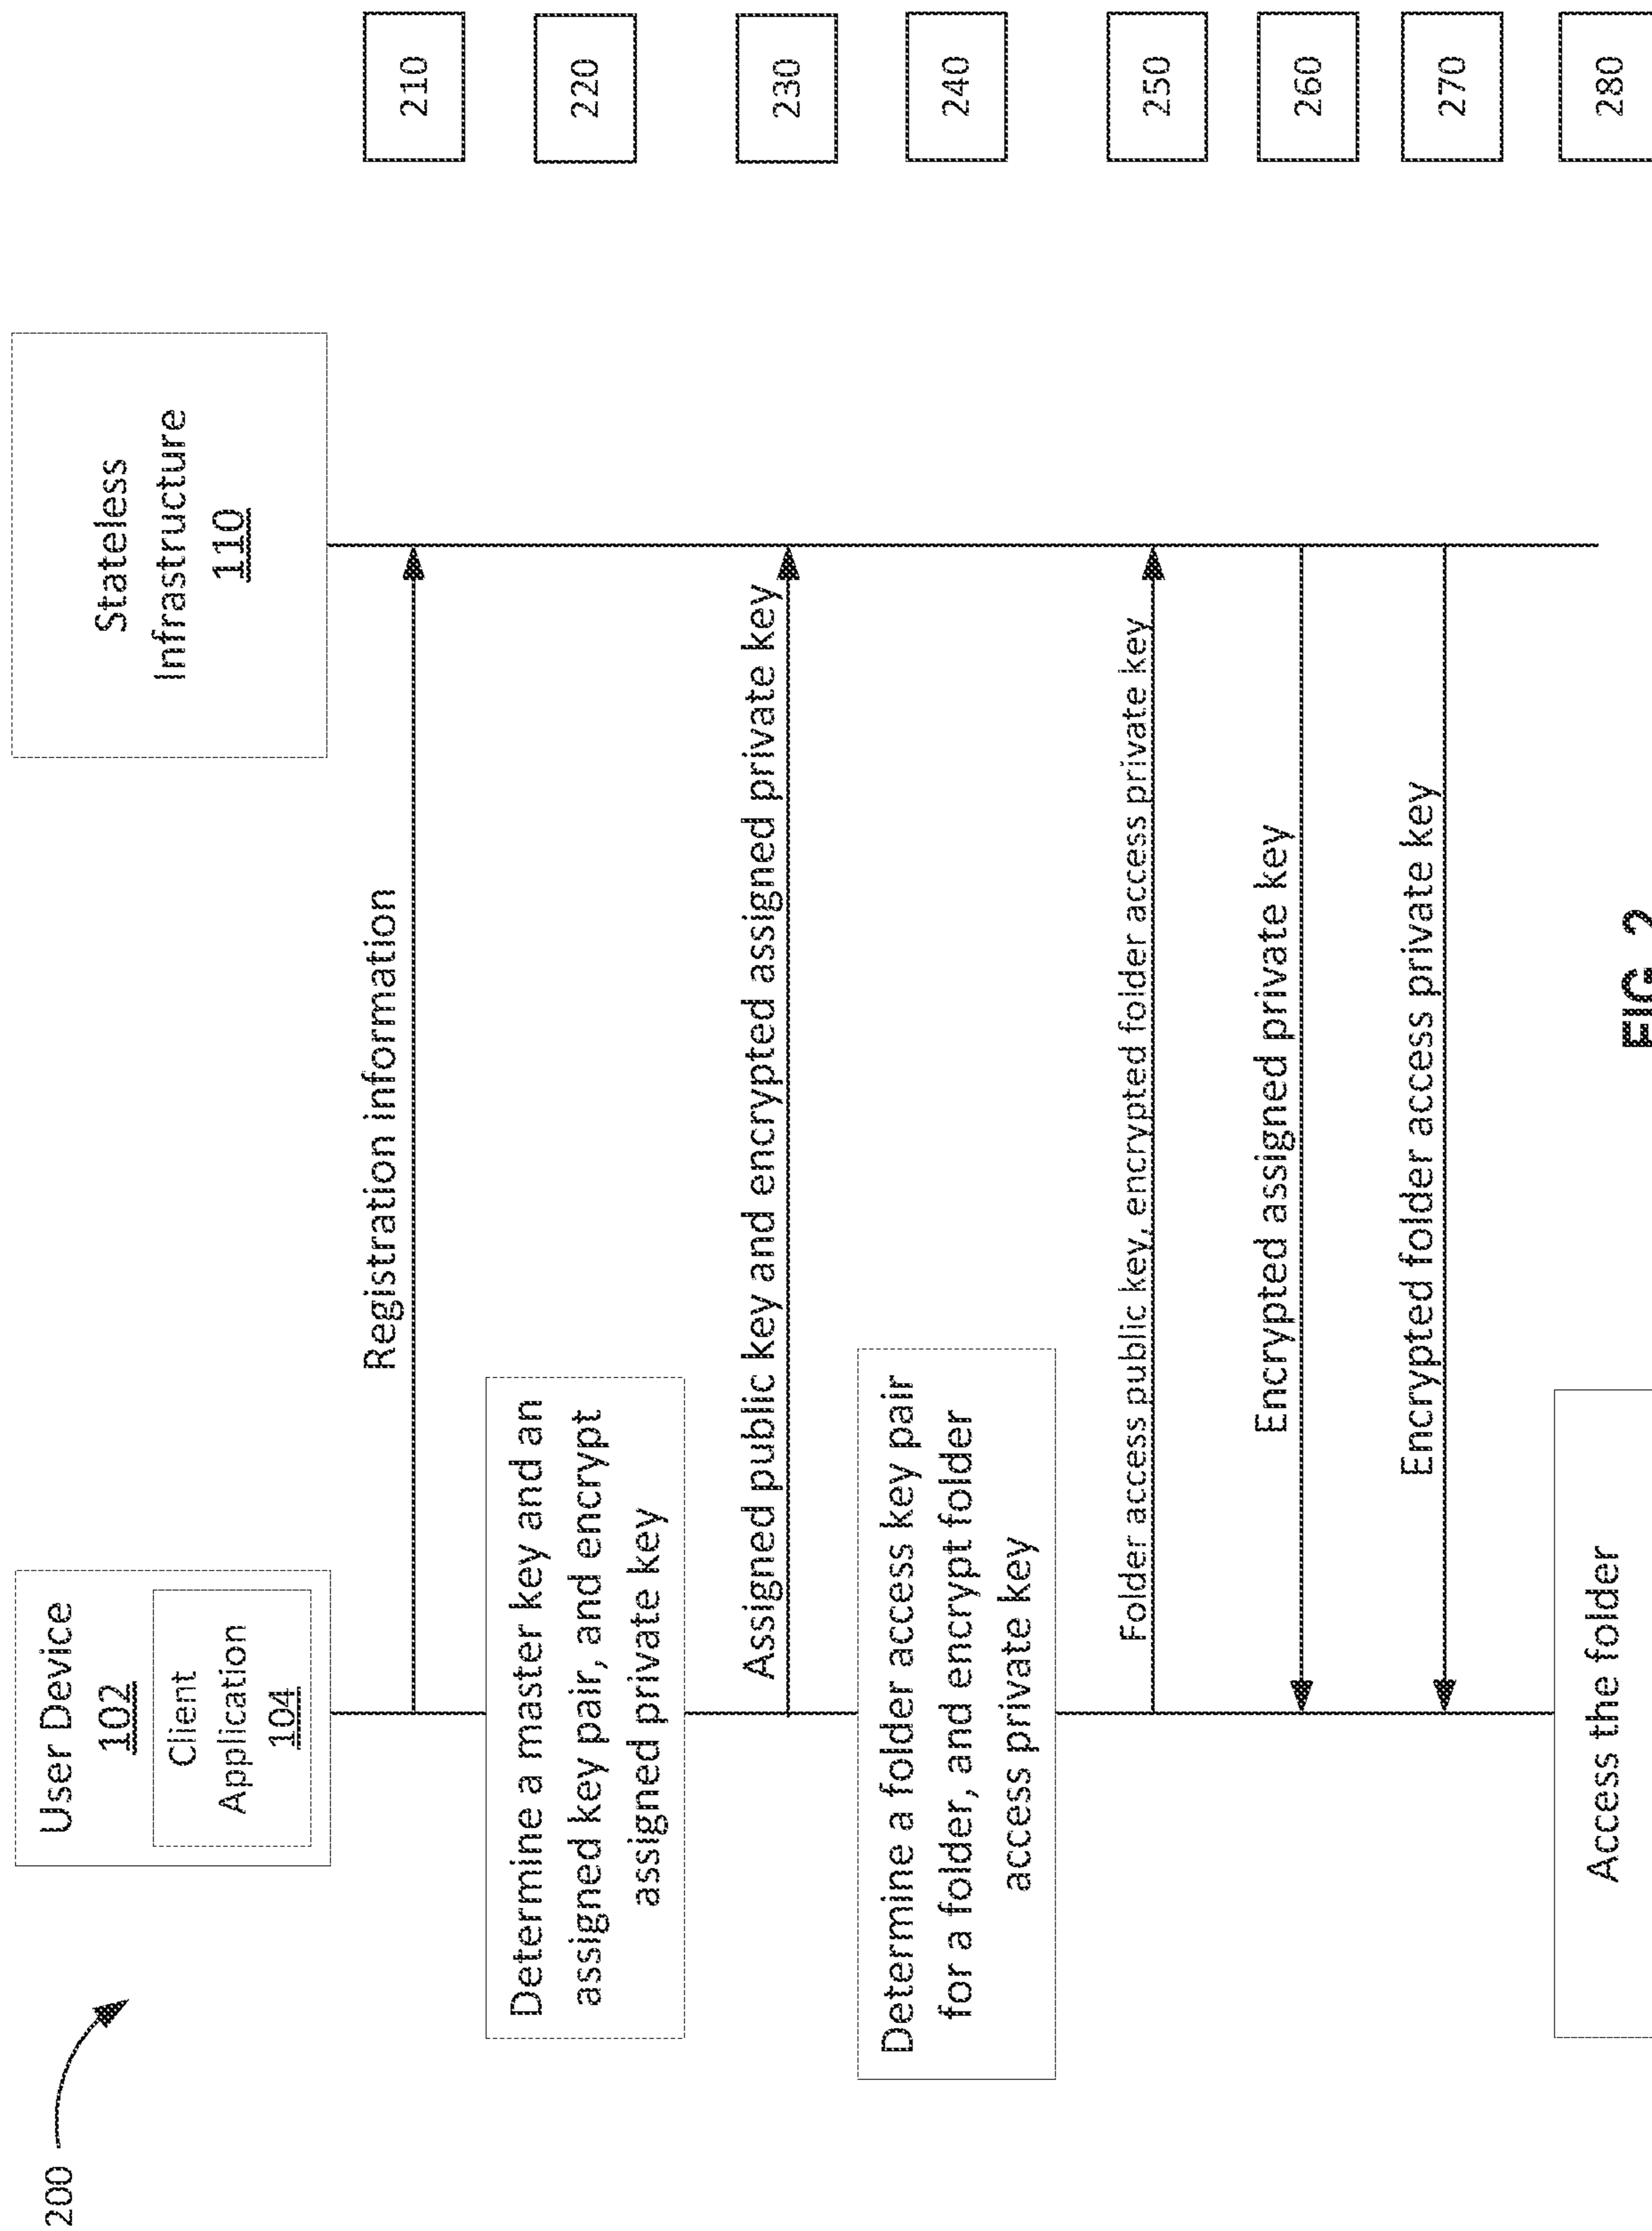 200
User Device
102
Client
Application
104
Stateless
Infrastructure
110
Registration information
210
Determine a master key and an
assigned key pair, and encrypt
assigned private key
220
Assigned public key and encrypted assigned private key
230
Determine a folder access key pair
for a folder, and encrypt folder
access private key
240
Folder access public key, encrypted folder access private key
250
Encrypted assigned private key
260
Encrypted folder access private key
270
Access the folder
280
FIG. 2